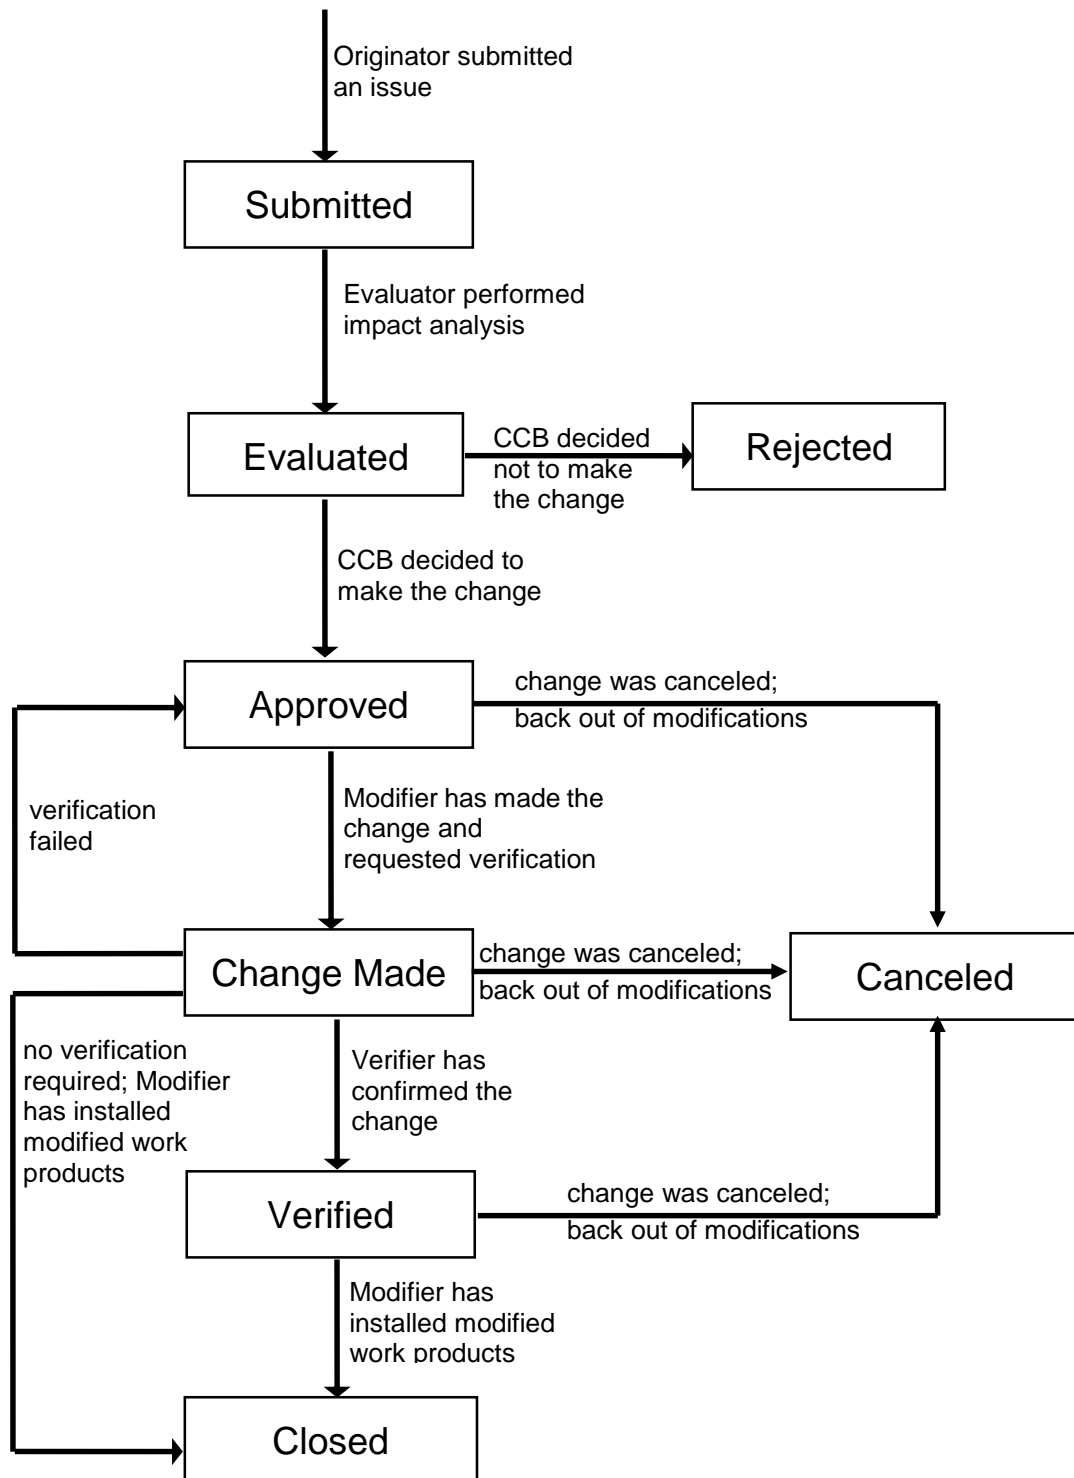 Originator submitted
an issue
Submitted
Evaluator performed
impact analysis
Evaluated
CCB decided
not to make
the change
Rejected
CCB decided to
make the change
Approved
change was canceled;
back out of modifications
verification
failed
Modifier has made the
change and
requested verification
Change Made
change was canceled;
back out of modifications
Canceled
no verification
required; Modifier
has installed
modified work
products
Verifier has
confirmed the
change
Verified
change was canceled;
back out of modifications
Modifier has
installed modified
work products
Closed